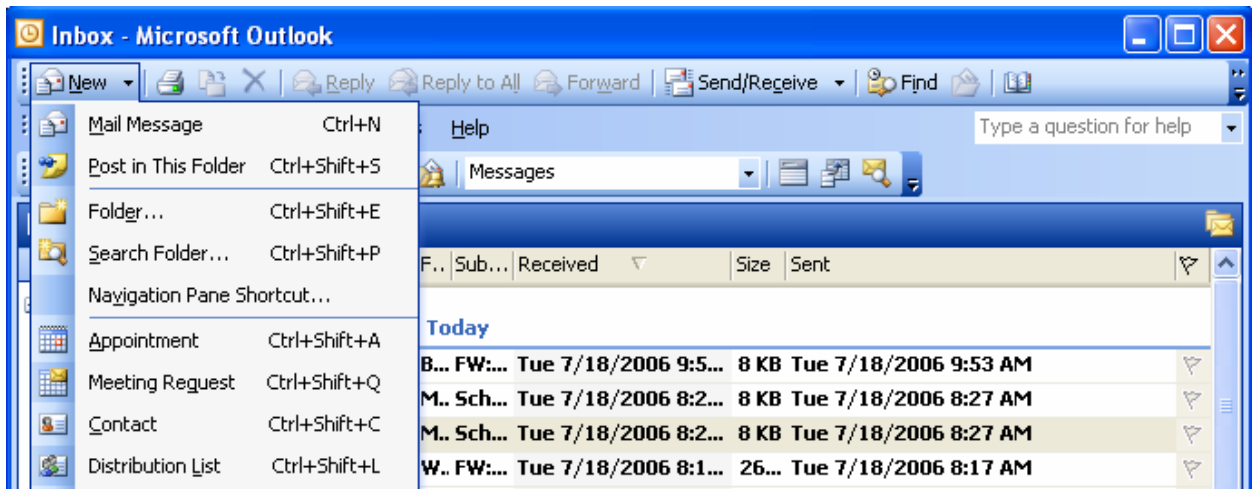 Inbox - Microsoft Outlook
New Reply Reply to All Forward Send/Receive Find
Mail Message Ctrl+N Help Type a question for help
Post in This Folder Ctrl+Shift+S Messages
Folder... Ctrl+Shift+E
Search Folder... Ctrl+Shift+P F.. Sub... Received Size Sent
Navigation Pane Shortcut...
Appointment Ctrl+Shift+A Today
Meeting Request Ctrl+Shift+Q B... FW:... Tue 7/18/2006 9:5... 8 KB Tue 7/18/2006 9:53 AM
M.. Sch... Tue 7/18/2006 8:2... 8 KB Tue 7/18/2006 8:27 AM
Contact Ctrl+Shift+C M.. Sch... Tue 7/18/2006 8:2... 8 KB Tue 7/18/2006 8:27 AM
Distribution List Ctrl+Shift+L W.. FW:... Tue 7/18/2006 8:1... 26... Tue 7/18/2006 8:17 AM